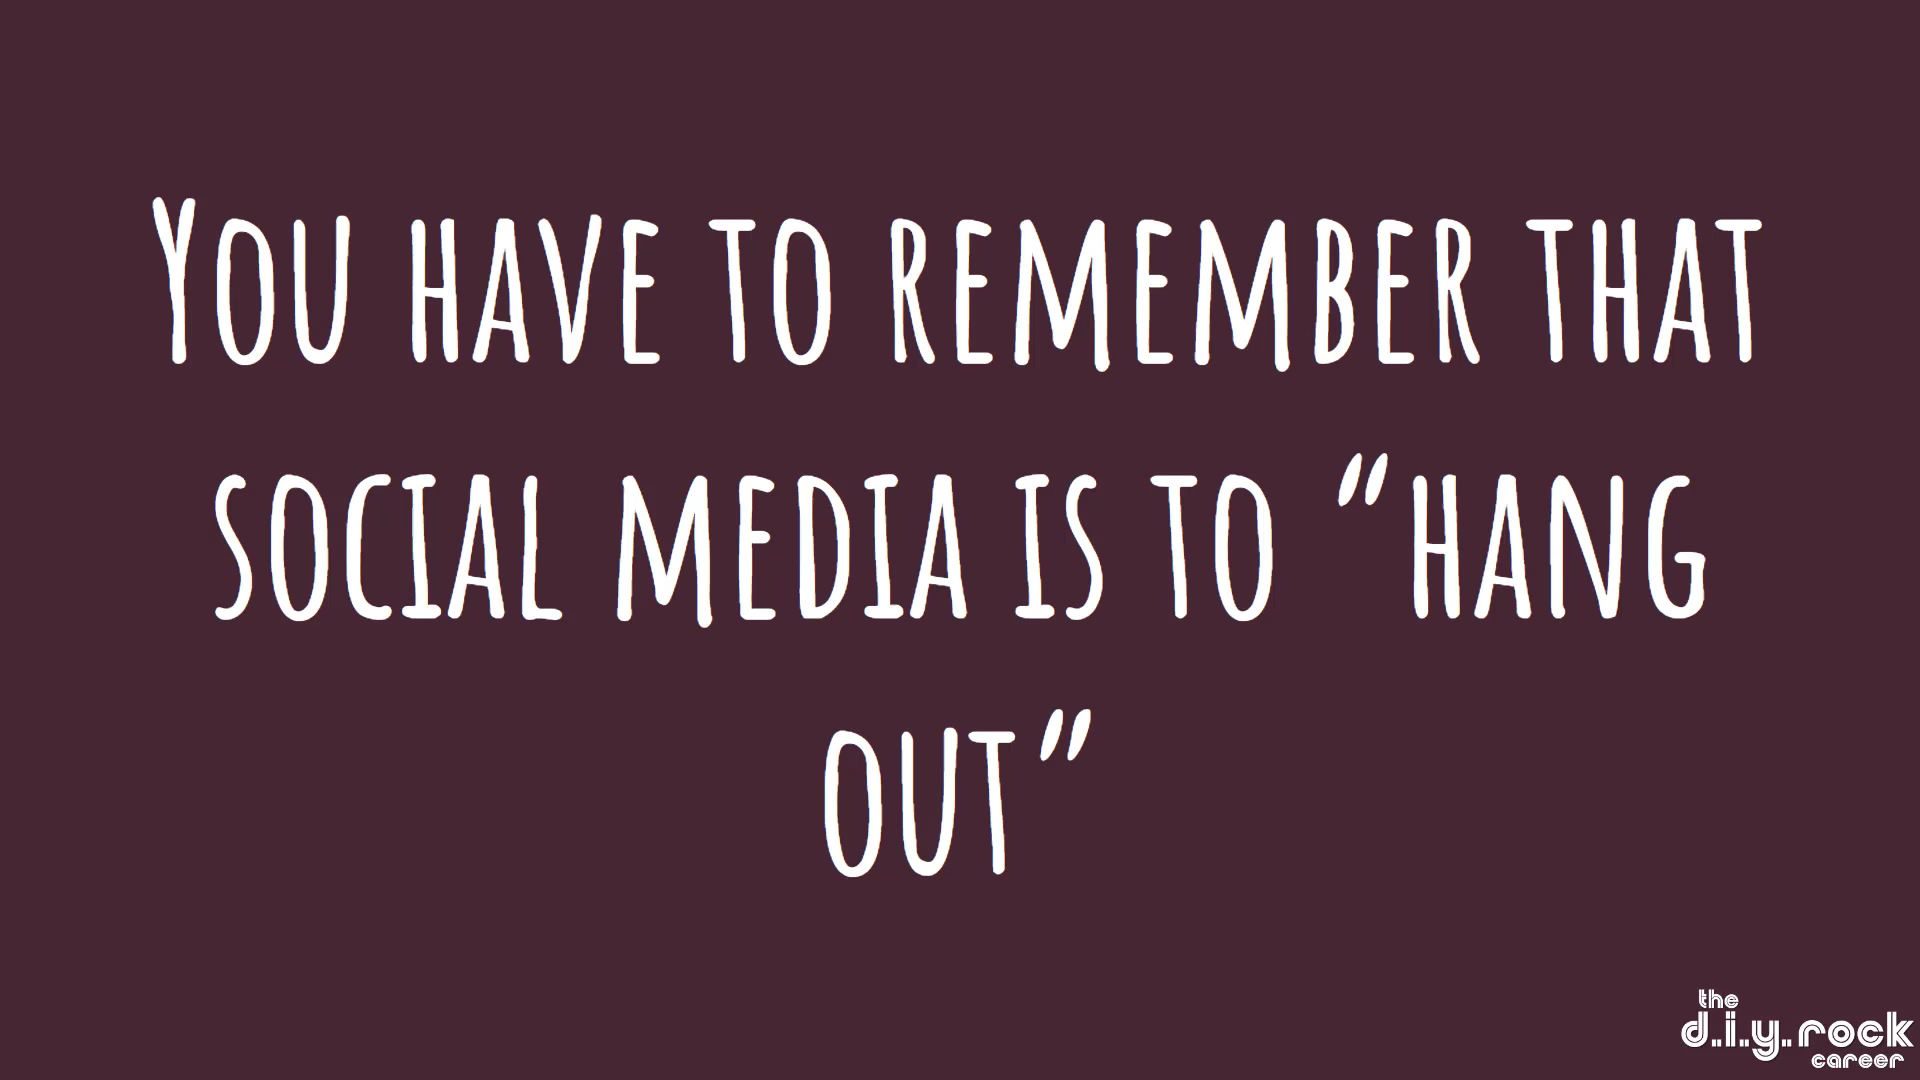 You have to remember that
social media is to “hang
out”
the
d.i.y.rock
career